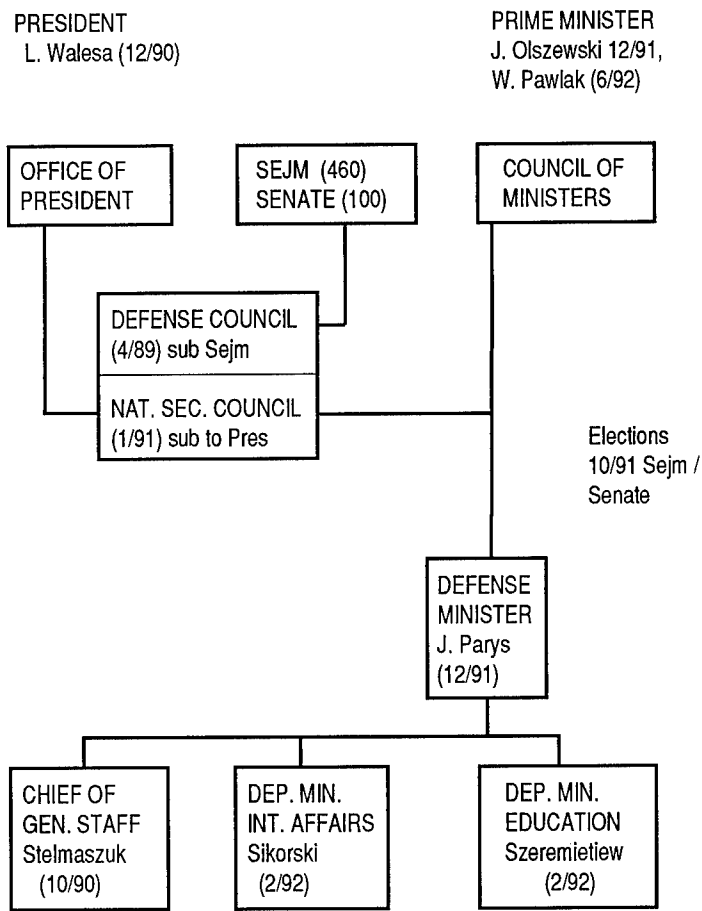 PRESIDENT
L. Walesa (12/90)
PRIME MINISTER
J. Olszewski 12/91,
W. Pawlak (6/92)
OFFICE OF
PRESIDENT
SEJM (460)
SENATE (100)
COUNCIL OF
MINISTERS
DEFENSE COUNCIL
(4/89) sub Sejm
NAT. SEC. COUNCIL
(1/91) sub to Pres
Elections
10/91 Sejm /
Senate
DEFENSE
MINISTER
J. Parys
(12/91)
CHIEF OF
GEN. STAFF
Stelmaszuk
(10/90)
DEP. MIN.
INT. AFFAIRS
Sikorski
(2/92)
DEP. MIN.
EDUCATION
Szeremietiew
(2/92)